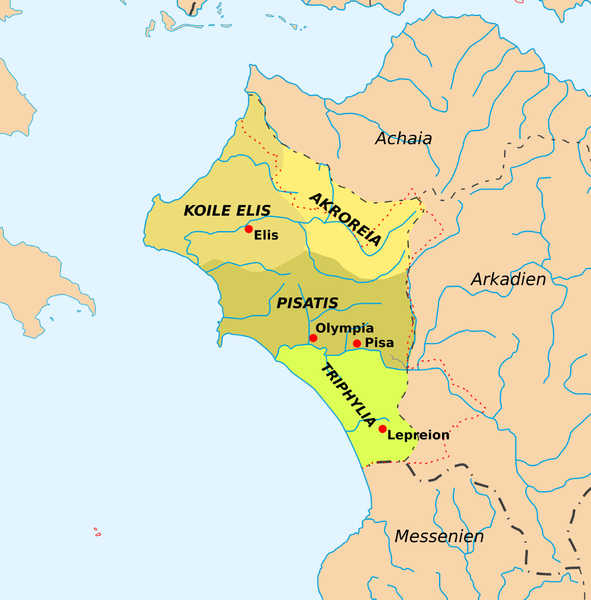 Achaia
AKROREIA
KOILE ELIS
Elis
Arkadien
PISATIS
Olympia
Pisa
TRIPHYLIA
Lepreion
Messenien